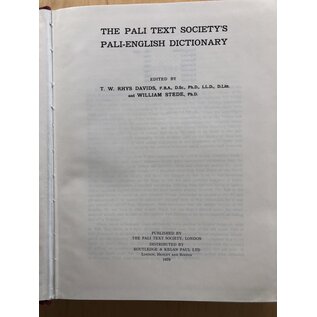 THE PALI TEXT SOCIETY'S
PALI-ENGLISH DICTIONARY
EDITED BY
T. W. RHYS DAVIDS, F.B.A., D.Sc., Ph.D., LL.D., D.Litt.
and WILLIAM STEDE, Ph.D.
PUBLISHED BY
THE PALI TEXT SOCIETY, LONDON
DISTRIBUTED BY
ROUTLEDGE & KEGAN PAUL LTD
LONDON, HENLEY AND BOSTON
1979